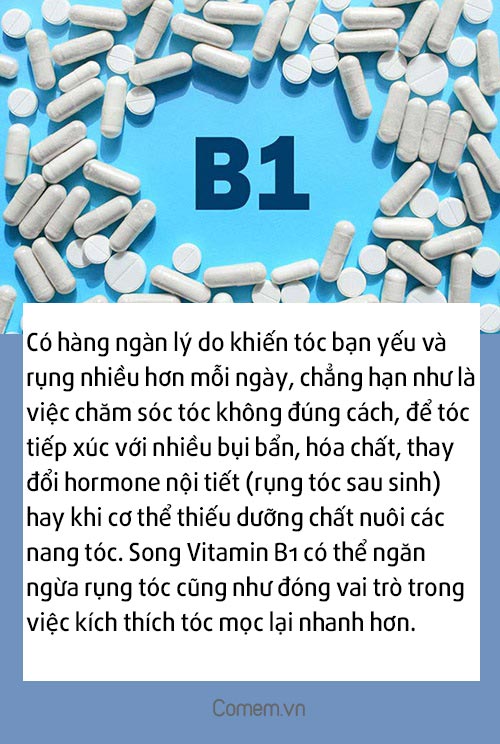 B1
Có hàng ngàn lý do khiến tóc bạn yếu và
rụng nhiều hơn mỗi ngày, chẳng hạn như là
việc chăm sóc tóc không đúng cách, để tóc
tiếp xúc với nhiều bụi bẩn, hóa chất, thay
đổi hormone nội tiết (rụng tóc sau sinh)
hay khi cơ thể thiếu dưỡng chất nuôi các
nang tóc. Song Vitamin B1 có thể ngăn
ngừa rụng tóc cũng như đóng vai trò trong
việc kích thích tóc mọc lại nhanh hơn.
Comem.vn